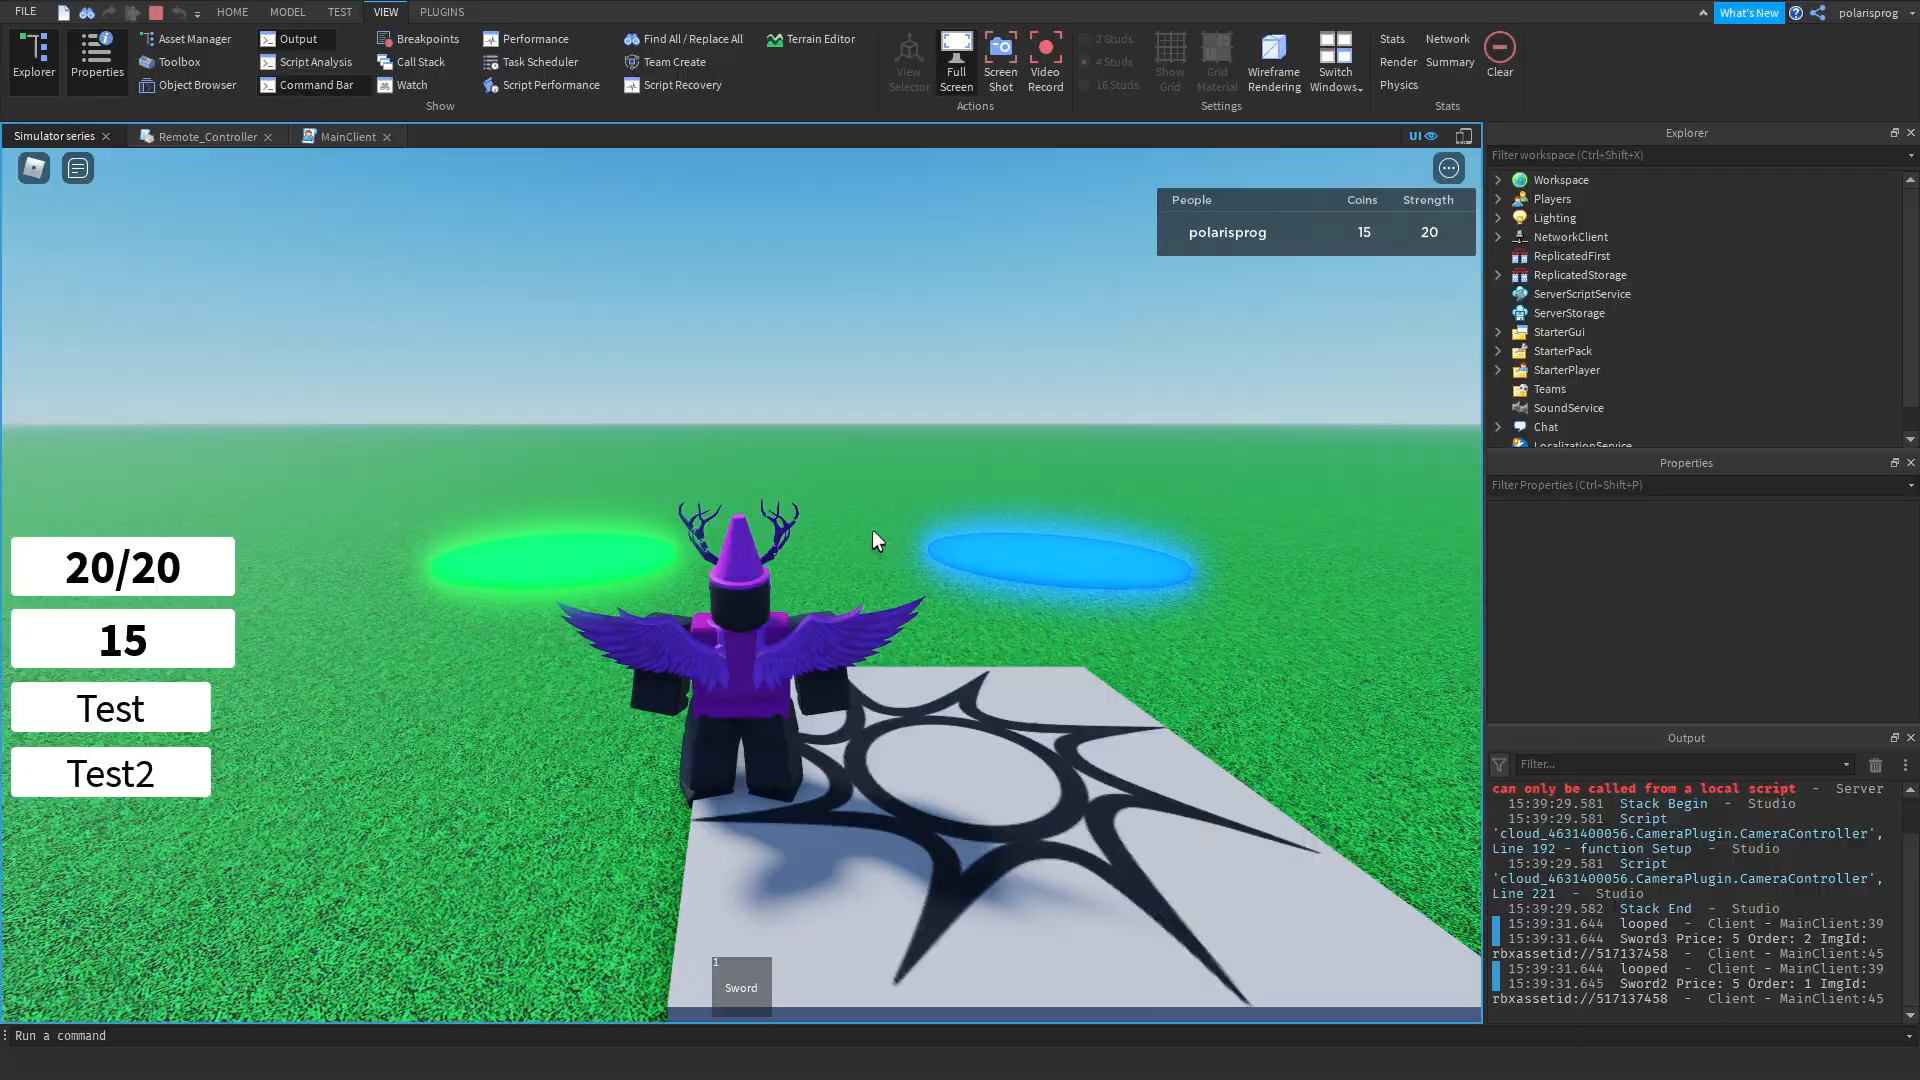 FILE
HOME
MODEL
TEST
VIEW
PLUGINS
What's New
polarisprog
Explorer
Properties
Asset Manager
Toolbox
Object Browser
Output
Script Analysis
Command Bar
Breakpoints
Call Stack
Watch
Performance
Task Scheduler
Script Performance
Find All / Replace All
Team Create
Script Recovery
Terrain Editor
Show
View
Selector
Full
Screen
Screen
Shot
Video
Record
Actions
2 Studs
4 Studs
16 Studs
Show
Grid
Grid
Material
Wireframe
Rendering
Switch
Windows
Settings
Stats
Network
Render
Summary
Physics
Clear
Stats
Simulator series
Remote_Controller
MainClient
UI
People Coins Strength
polarisprog 15 20
20/20
15
Test
Test2
1
Sword
Explorer
Filter workspace (Ctrl+Shift+X)
Workspace
Players
Lighting
NetworkClient
ReplicatedFirst
ReplicatedStorage
ServerScriptService
ServerStorage
StarterGui
StarterPack
StarterPlayer
Teams
SoundService
Chat
LocalizationService
Properties
Filter Properties (Ctrl+Shift+P)
Output
Filter...
can only be called from a local script - Server
15:39:29.581 Stack Begin - Studio
15:39:29.581 Script
'cloud_4631400056.CameraPlugin.CameraController',
Line 192 - function Setup - Studio
15:39:29.581 Script
'cloud_4631400056.CameraPlugin.CameraController',
Line 221 - Studio
15:39:29.582 Stack End - Studio
15:39:31.644 looped - Client - MainClient:39
15:39:31.644 Sword3 Price: 5 Order: 2 ImgId:
rbxassetid://517137458 - Client - MainClient:45
15:39:31.644 looped - Client - MainClient:39
15:39:31.645 Sword2 Price: 5 Order: 1 ImgId:
rbxassetid://517137458 - Client - MainClient:45
Run a command